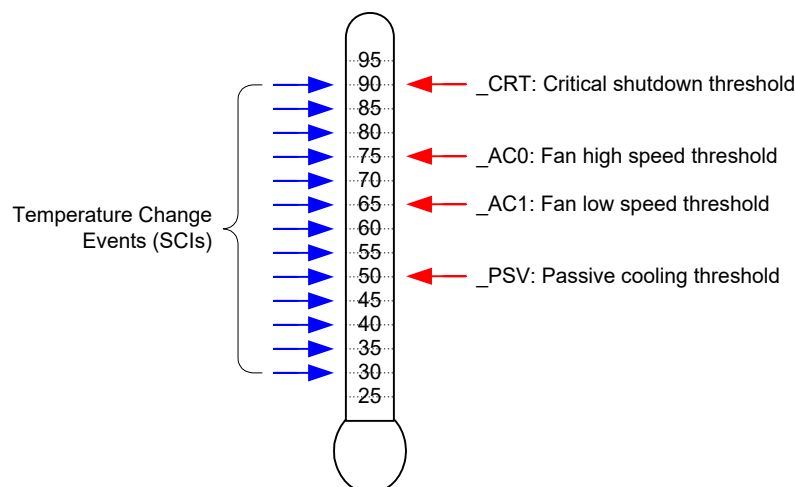 95
90
85
80
75
70
65
60
55
50
45
40
35
30
25
Temperature Change
Events (SCIs)
_CRT: Critical shutdown threshold
_AC0: Fan high speed threshold
_AC1: Fan low speed threshold
_PSV: Passive cooling threshold